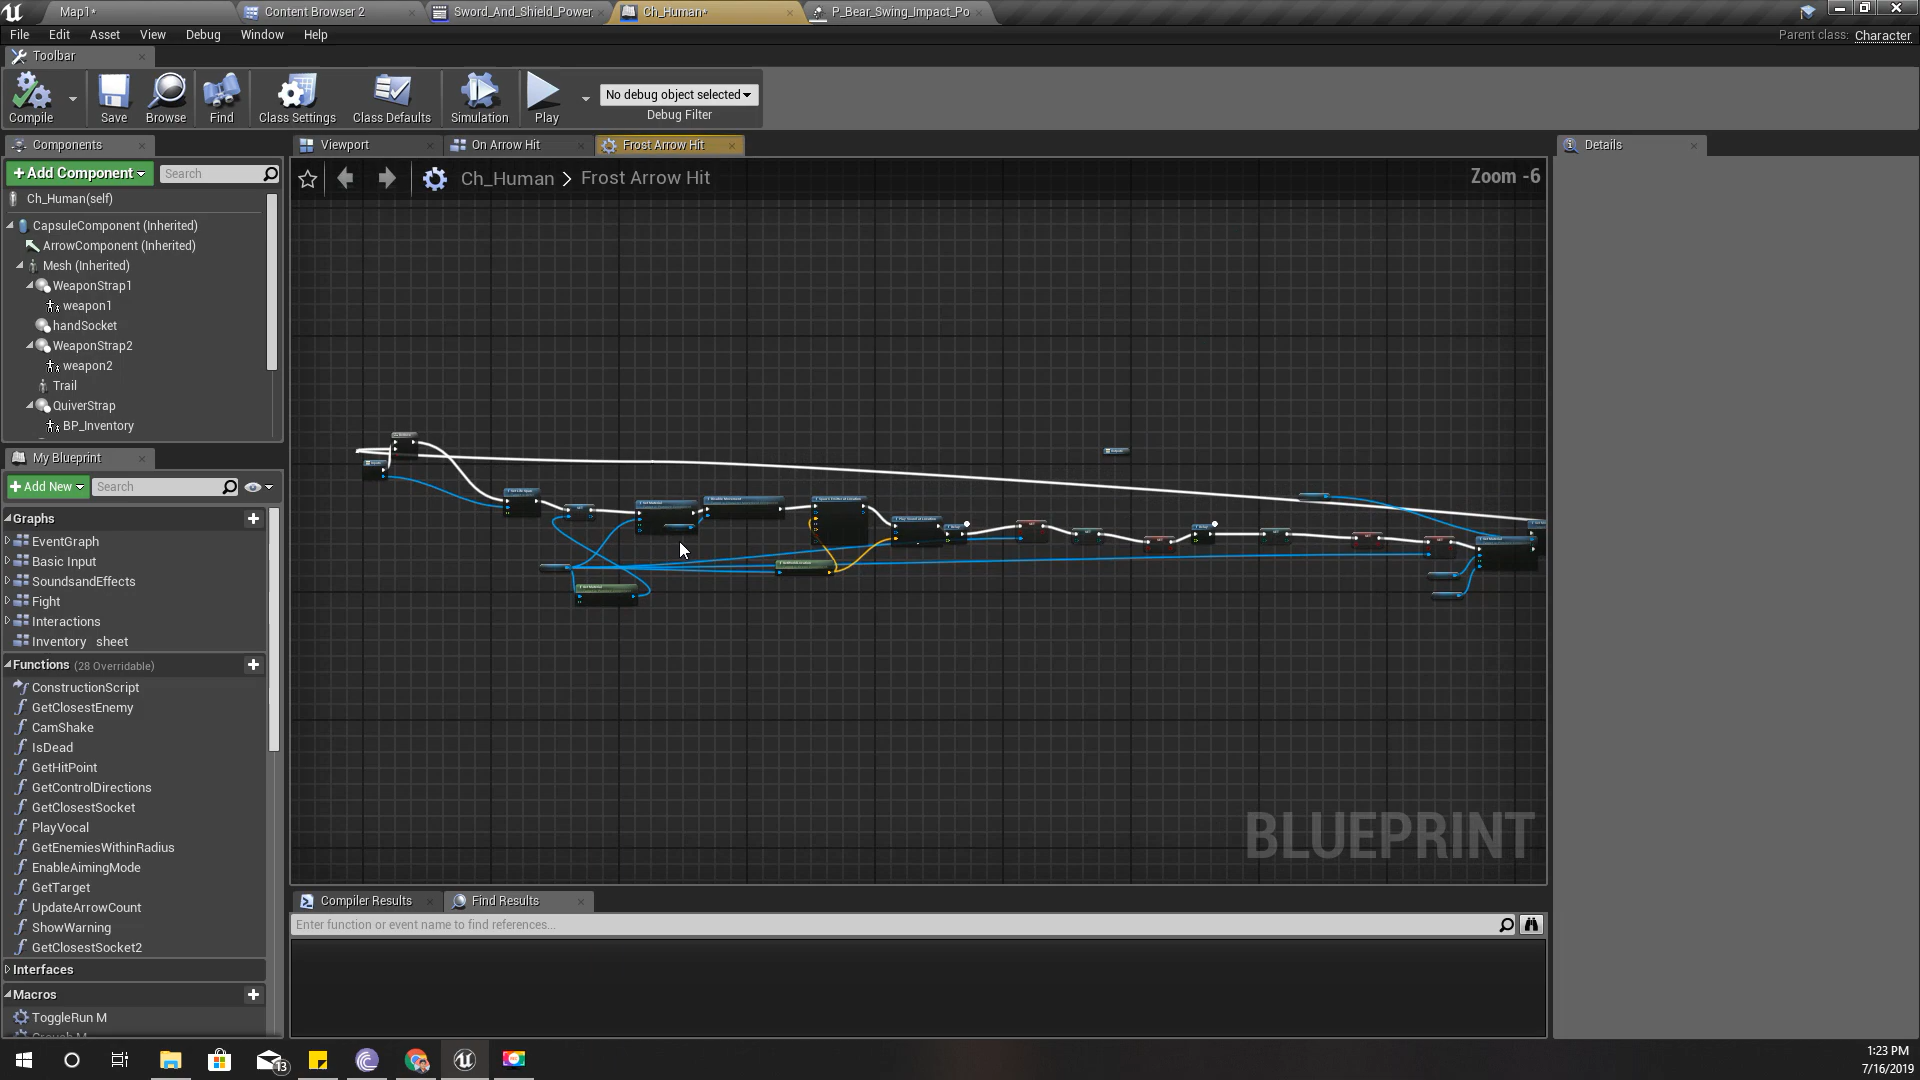 Map1*
Content Browser 2
Sword_And_Shield_Power
Ch_Human*
P_Bear_Swing_Impact_Po
File Edit Asset View Debug Window Help
Parent class: Character
Toolbar
Compile
Save
Browse
Find
Class Settings
Class Defaults
Simulation
Play
No debug object selected
Debug Filter
Components
+Add Component
Search
Ch_Human(self)
CapsuleComponent (Inherited)
ArrowComponent (Inherited)
Mesh (Inherited)
WeaponStrap1
weapon1
handSocket
WeaponStrap2
weapon2
Trail
QuiverStrap
BP_Inventory
My Blueprint
+Add New
Search
Graphs
EventGraph
Basic Input
SoundsandEffects
Fight
Interactions
Inventory sheet
Functions (28 Overridable)
ConstructionScript
GetClosestEnemy
CamShake
IsDead
GetHitPoint
GetControlDirections
GetClosestSocket
PlayVocal
GetEnemiesWithinRadius
EnableAimingMode
GetTarget
UpdateArrowCount
ShowWarning
GetClosestSocket2
Interfaces
Macros
ToggleRun M
Viewport
On Arrow Hit
Frost Arrow Hit
Ch_Human > Frost Arrow Hit
Zoom -6
BLUEPRINT
Compiler Results
Find Results
Enter function or event name to find references...
Details
13
1:23 PM
7/16/2019